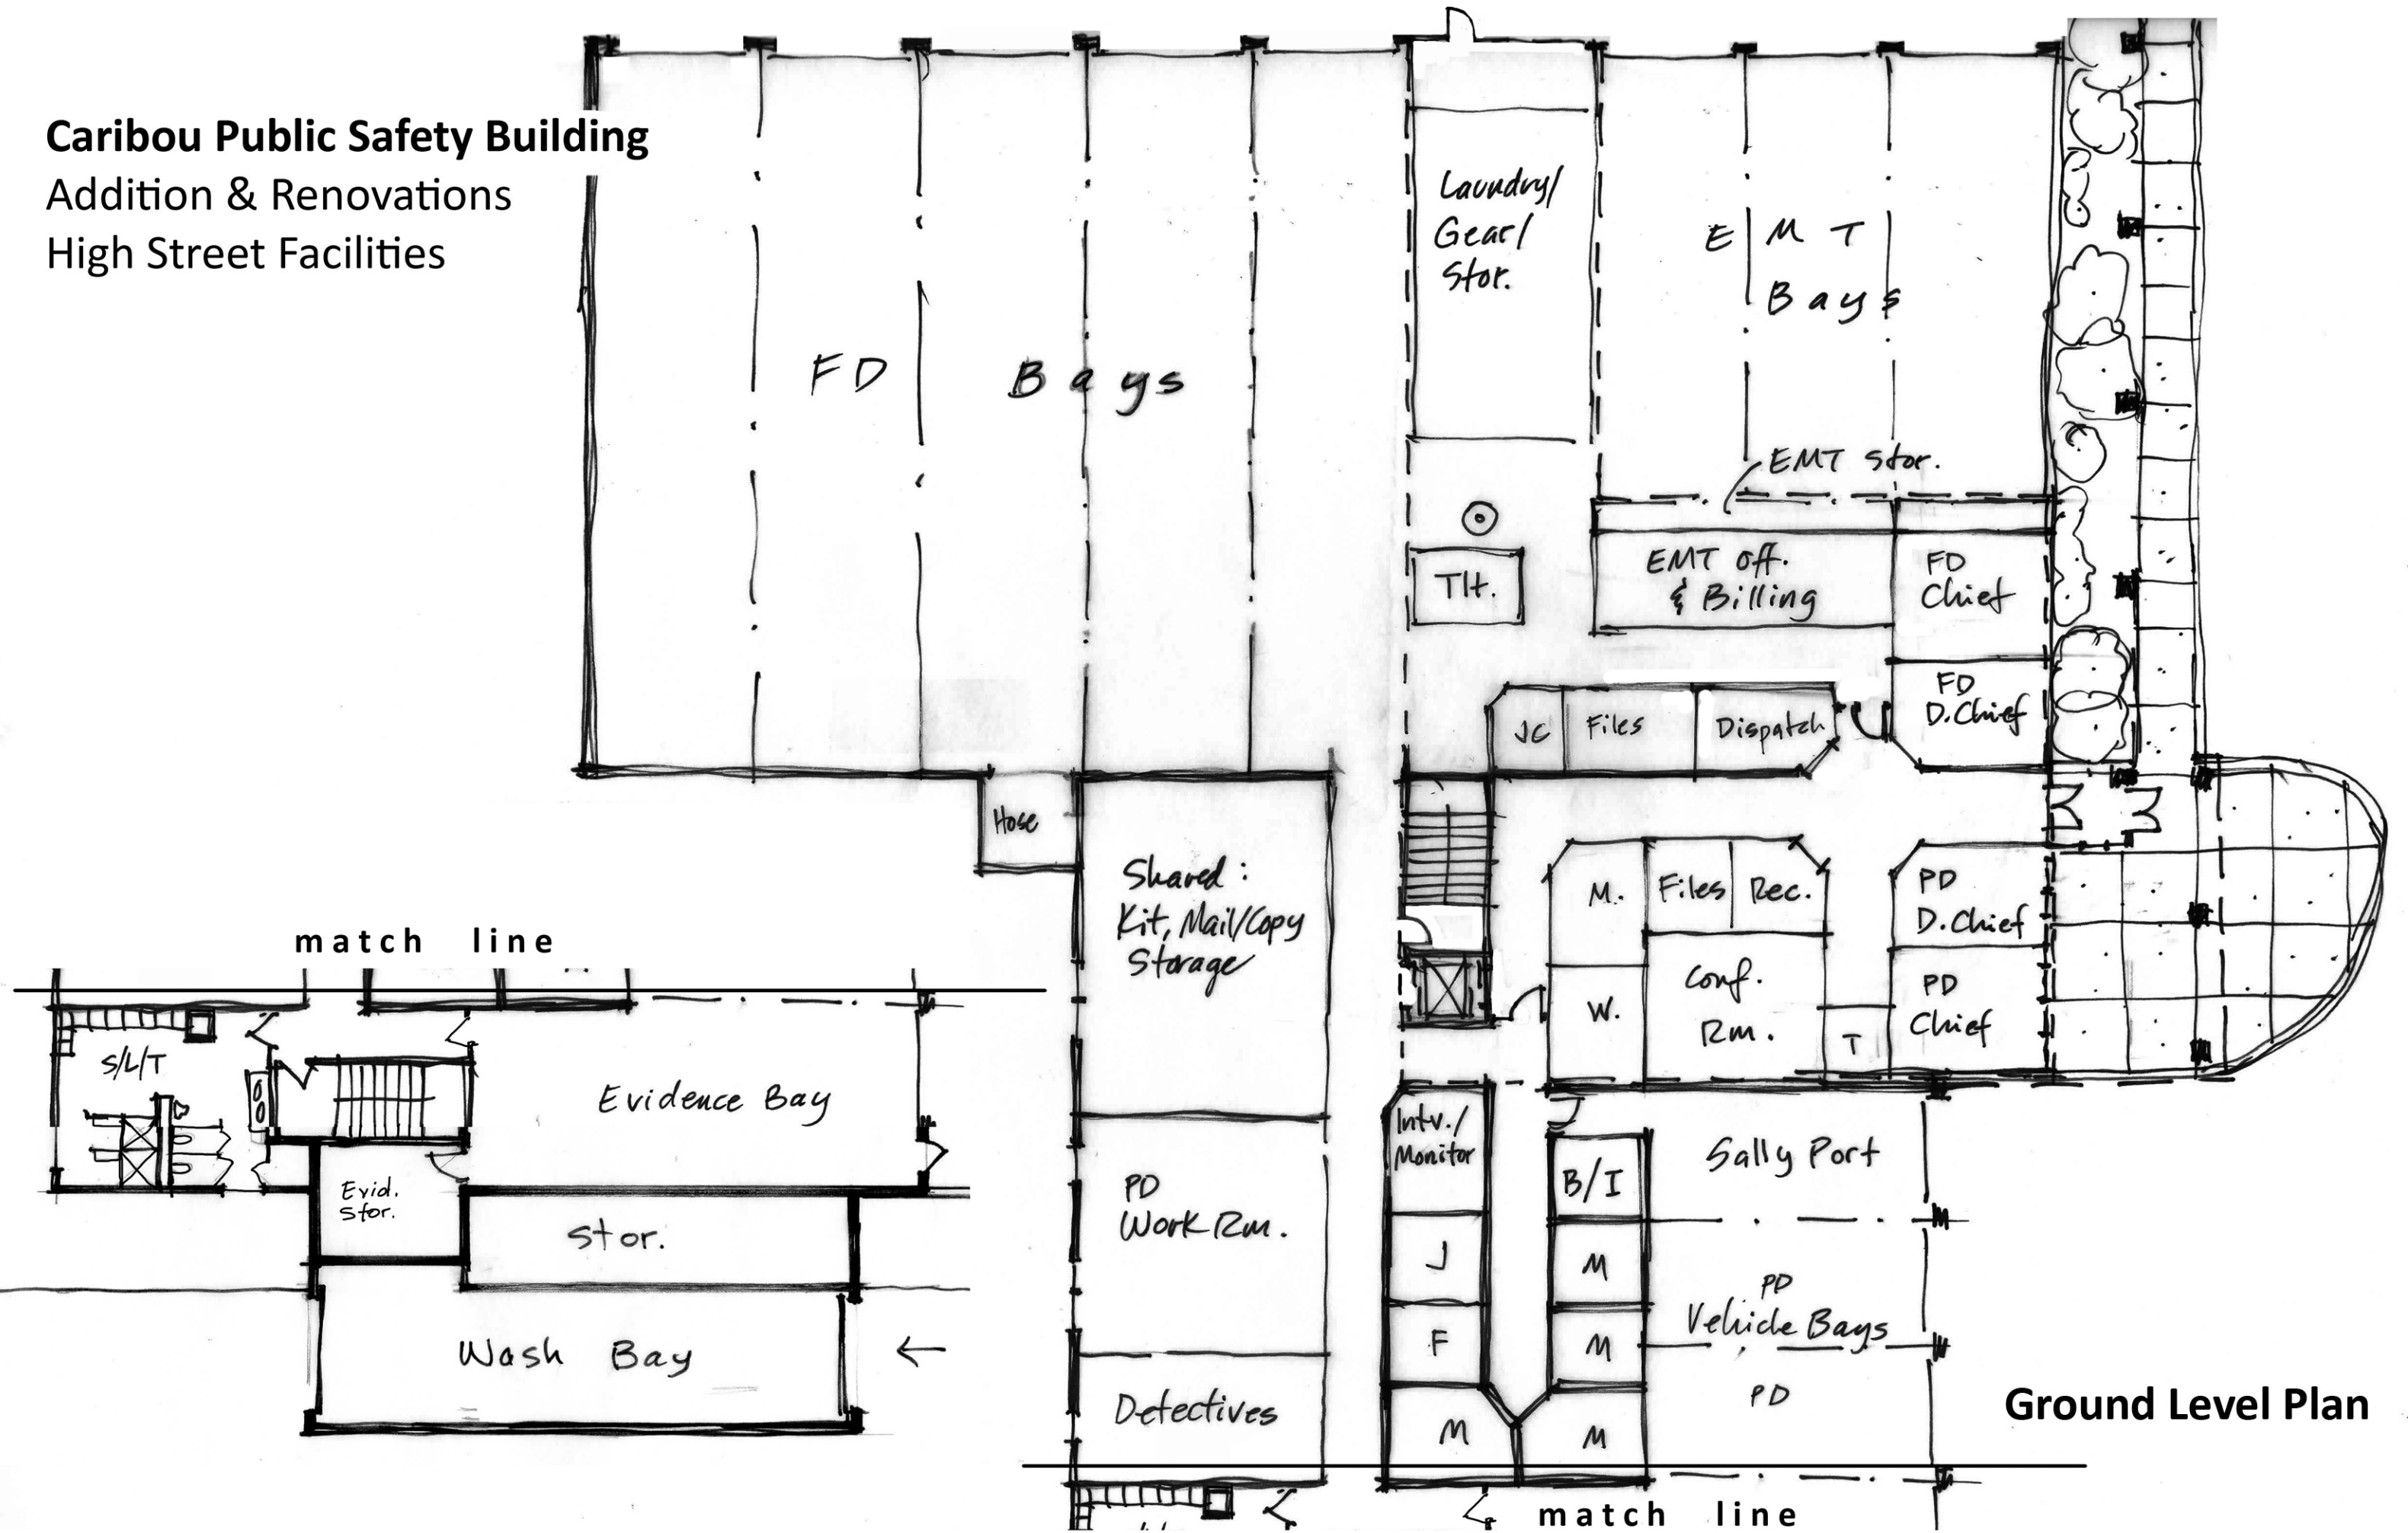 Caribou Public Safety Building
Addition & Renovations
High Street Facilities
FD Bays
Laundry/
Gear/
Stor.
EMT
Bays
EMT Stor.
Tlt.
EMT Off.
& Billing
FD
Chief
FD
D.Chief
JC
Files
Dispatch
Hose
Shared:
Kit, Mail/Copy
Storage
M.
Files
Rec.
PD
D.Chief
W.
Conf.
Rm.
T
PD
Chief
Intv./
Monitor
B/I
Sally Port
PD
Work Rm.
J
M
PD
Vehicle Bays
F
M
PD
Detectives
M
M
Ground Level Plan
match line
match line
S/L/T
Evidence Bay
Evid.
Stor.
Stor.
Wash Bay